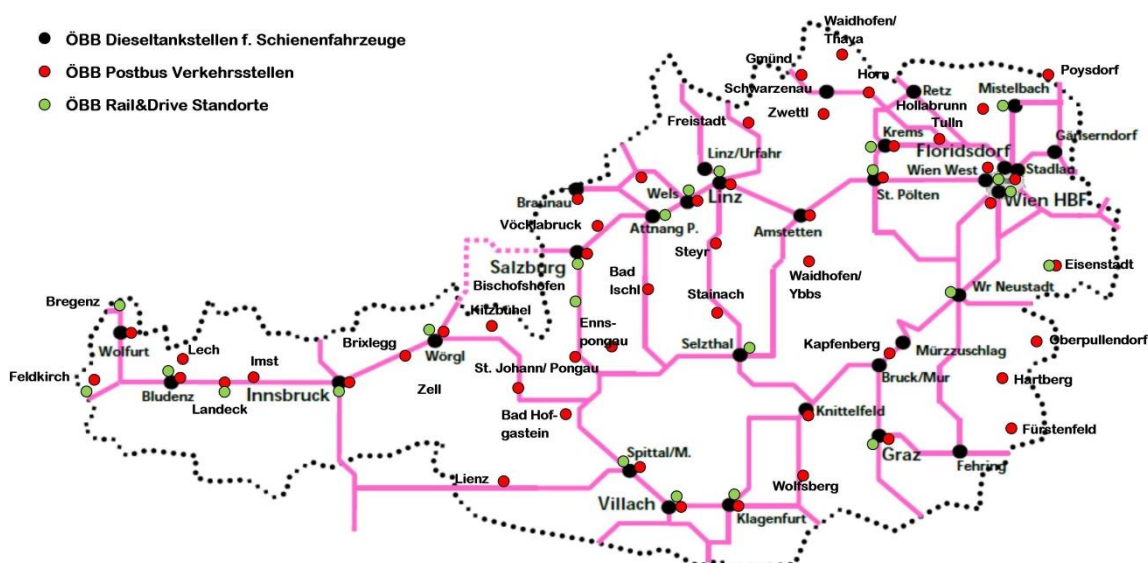 ÖBB Dieseltankstellen f. Schienenfahrzeuge
ÖBB Postbus Verkehrsstellen
ÖBB Rail&Drive Standorte
Waidhofen/
Thaya
Gmünd
Poysdorf
Horn
Schwarzenau
Retz
Mistelbach
Hollabrunn
Zwettl
Freistadt
Tulln
Krems
Gänserndorf
Floridsdorf
Linz/Urfahr
Stadlau
Wien West
Wels
Linz
St. Pölten
Wien HBF
Braunau
Vöcklabruck
Attnang P.
Amstetten
Steyr
Salzburg
Bad
Ischl
Waidhofen/
Ybbs
Eisenstadt
Bischofshofen
Wr Neustadt
Bregenz
Kitzbühel
Stainach
Enns-
pongau
Wolfurt
Lech
Imst
Brixlegg
Wörgl
Selzthal
Kapfenberg
Mürzzuschlag
Oberpullendorf
Feldkirch
Bludenz
Landeck
Innsbruck
Zell
St. Johann/ Pongau
Bruck/Mur
Hartberg
Bad Hof-
gastein
Knittelfeld
Fürstenfeld
Graz
Fehring
Spittal/M.
Lienz
Wolfsberg
Villach
Klagenfurt